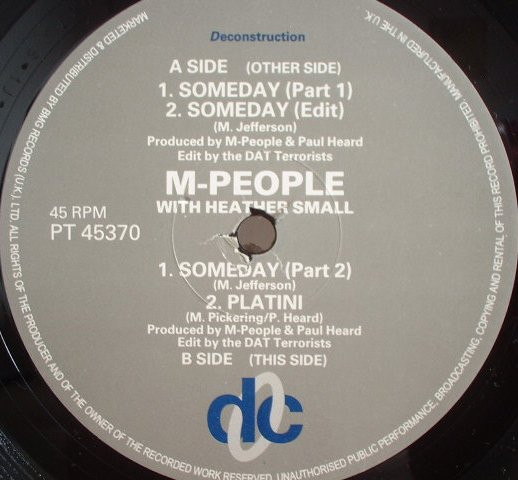 Deconstruction
A SIDE (OTHER SIDE)
1. SOMEDAY (Part 1)
2. SOMEDAY (Edit)
(M. Jefferson)
Produced by M-People & Paul Heard
Edit by the DAT Terrorists
M-PEOPLE
WITH HEATHER SMALL
45 RPM
PT 45370
1. SOMEDAY (Part 2)
(M. Jefferson)
2. PLATINI
(M. Pickering/P. Heard)
Produced by M-People & Paul Heard
Edit by the DAT Terrorists
B SIDE (THIS SIDE)
dc
MARKETED & DISTRIBUTED BY BMG RECORDS (U.K.) LTD. ALL RIGHTS OF THE PRODUCER AND OF THE OWNER OF THE RECORDED WORK RESERVED. UNAUTHORISED PUBLIC PERFORMANCE, BROADCASTING, COPYING AND RENTAL OF THIS RECORD PROHIBITED. MANUFACTURED IN THE U.K.